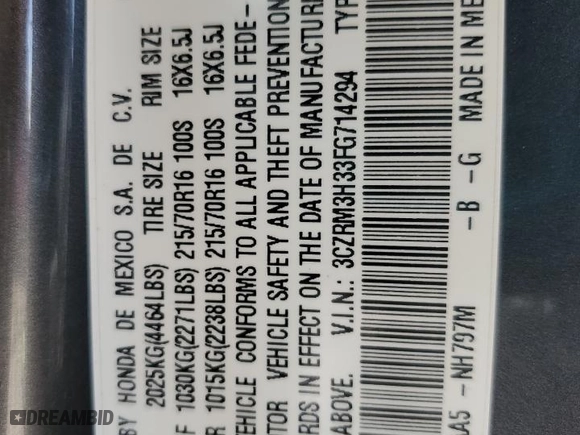 BY HONDA DE MEXICO S.A. DE C.V.
2025KG(4464LBS) TIRE SIZE RIM SIZE
F 1030KG(2271LBS) 215/70R16 100S 16X6.5J
R 1015KG(2238LBS) 215/70R16 100S 16X6.5J
EHICLE CONFORMS TO ALL APPLICABLE FEDE-
TOR VEHICLE SAFETY AND THEFT PREVENTION
RDS IN EFFECT ON THE DATE OF MANUFACTURE
ABOVE. V.I.N.: 3CZRM3H33FG714294 TYP
A5 - NH797M -B -G MADE IN ME
DREAMBID